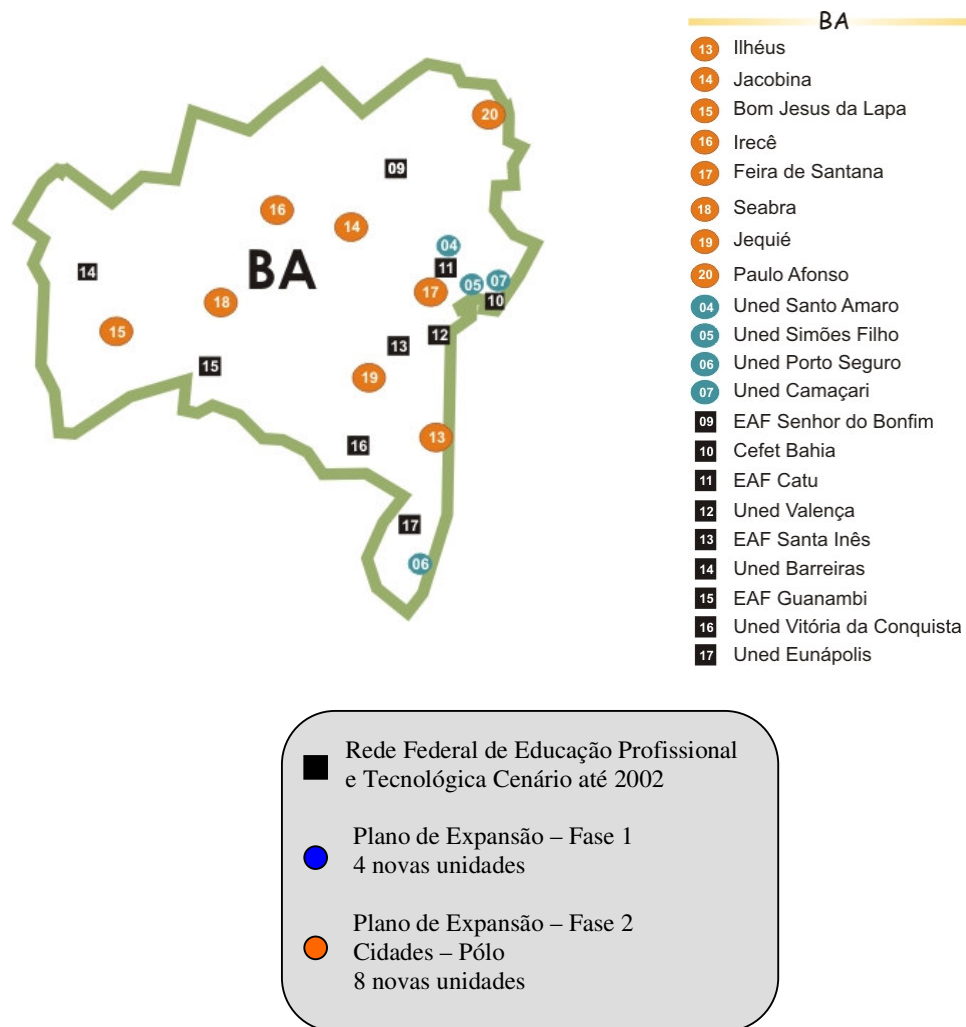 20
09
16
14
04
BA
11
14
05
07
17
10
18
15
12
13
15
19
13
16
17
06
BA
13 Ilhéus
14 Jacobina
15 Bom Jesus da Lapa
16 Irecê
17 Feira de Santana
18 Seabra
19 Jequié
20 Paulo Afonso
04 Uned Santo Amaro
05 Uned Simões Filho
06 Uned Porto Seguro
07 Uned Camaçari
09 EAF Senhor do Bonfim
10 Cefet Bahia
11 EAF Catu
12 Uned Valença
13 EAF Santa Inês
14 Uned Barreiras
15 EAF Guanambi
16 Uned Vitória da Conquista
17 Uned Eunápolis
Rede Federal de Educação Profissional
e Tecnológica Cenário até 2002
Plano de Expansão – Fase 1
4 novas unidades
Plano de Expansão – Fase 2
Cidades – Pólo
8 novas unidades